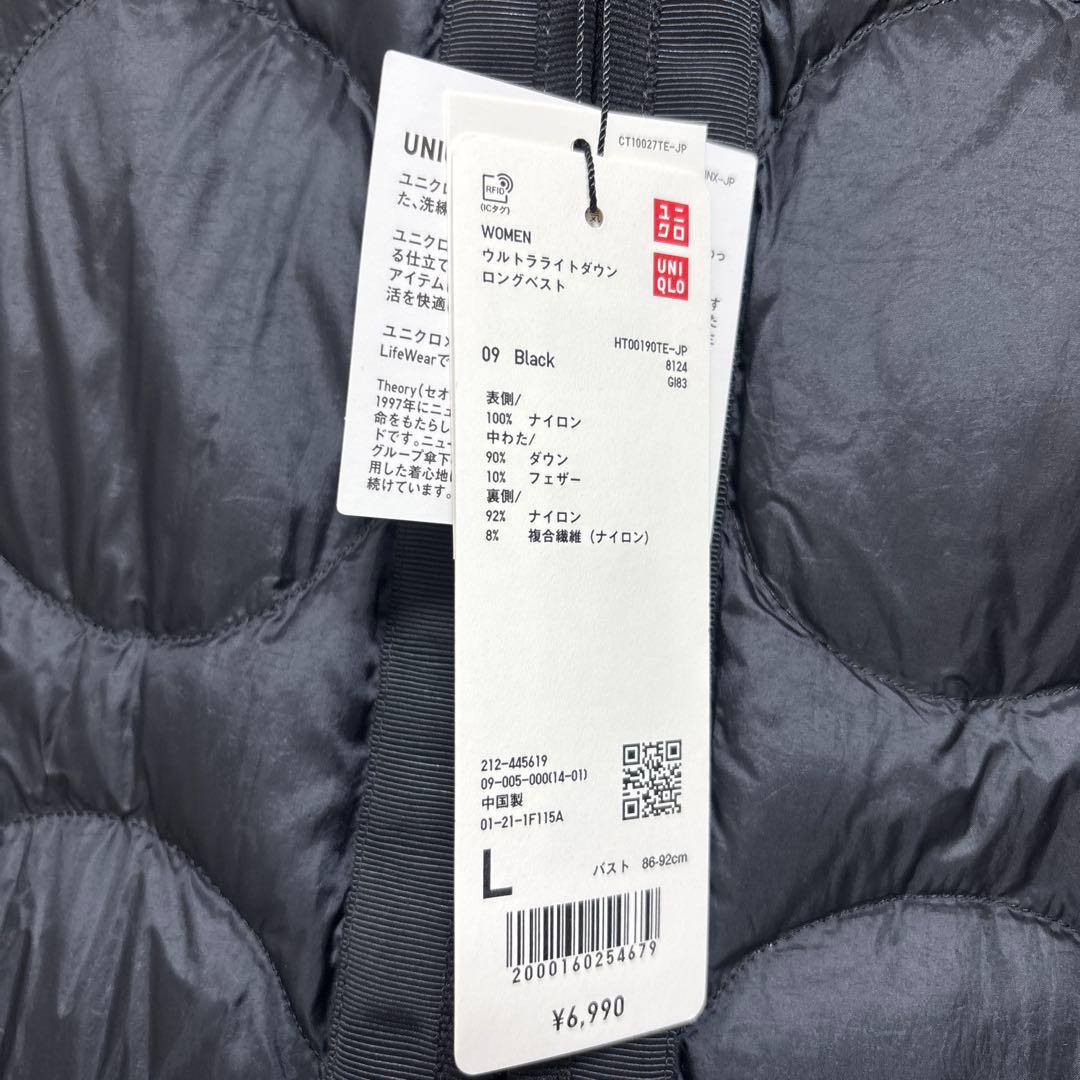 CT10027TE-JP
RFID
(ICタグ)
ユニ
クロ
UNI
QLO
WOMEN
ウルトラライトダウン
ロングベスト
HT00190TE-JP
09 Black
8124
GI83
表側/
100% ナイロン
中わた/
90% ダウン
10% フェザー
裏側/
92% ナイロン
8% 複合繊維(ナイロン)
212-445619
09-005-000(14-01)
中国製
01-21-1F115A
L
バスト 86-92cm
2000160254679
¥6,990
ユニクロ
た、洗練
ユニクロ
る仕立て
アイテム
活を快適
ユニクロ×
LifeWearで
Theory(セオ
1997年にニュ
命をもたらし
ドです。ニュー
グループ傘下
用した着心地
続けています。
NX-JP